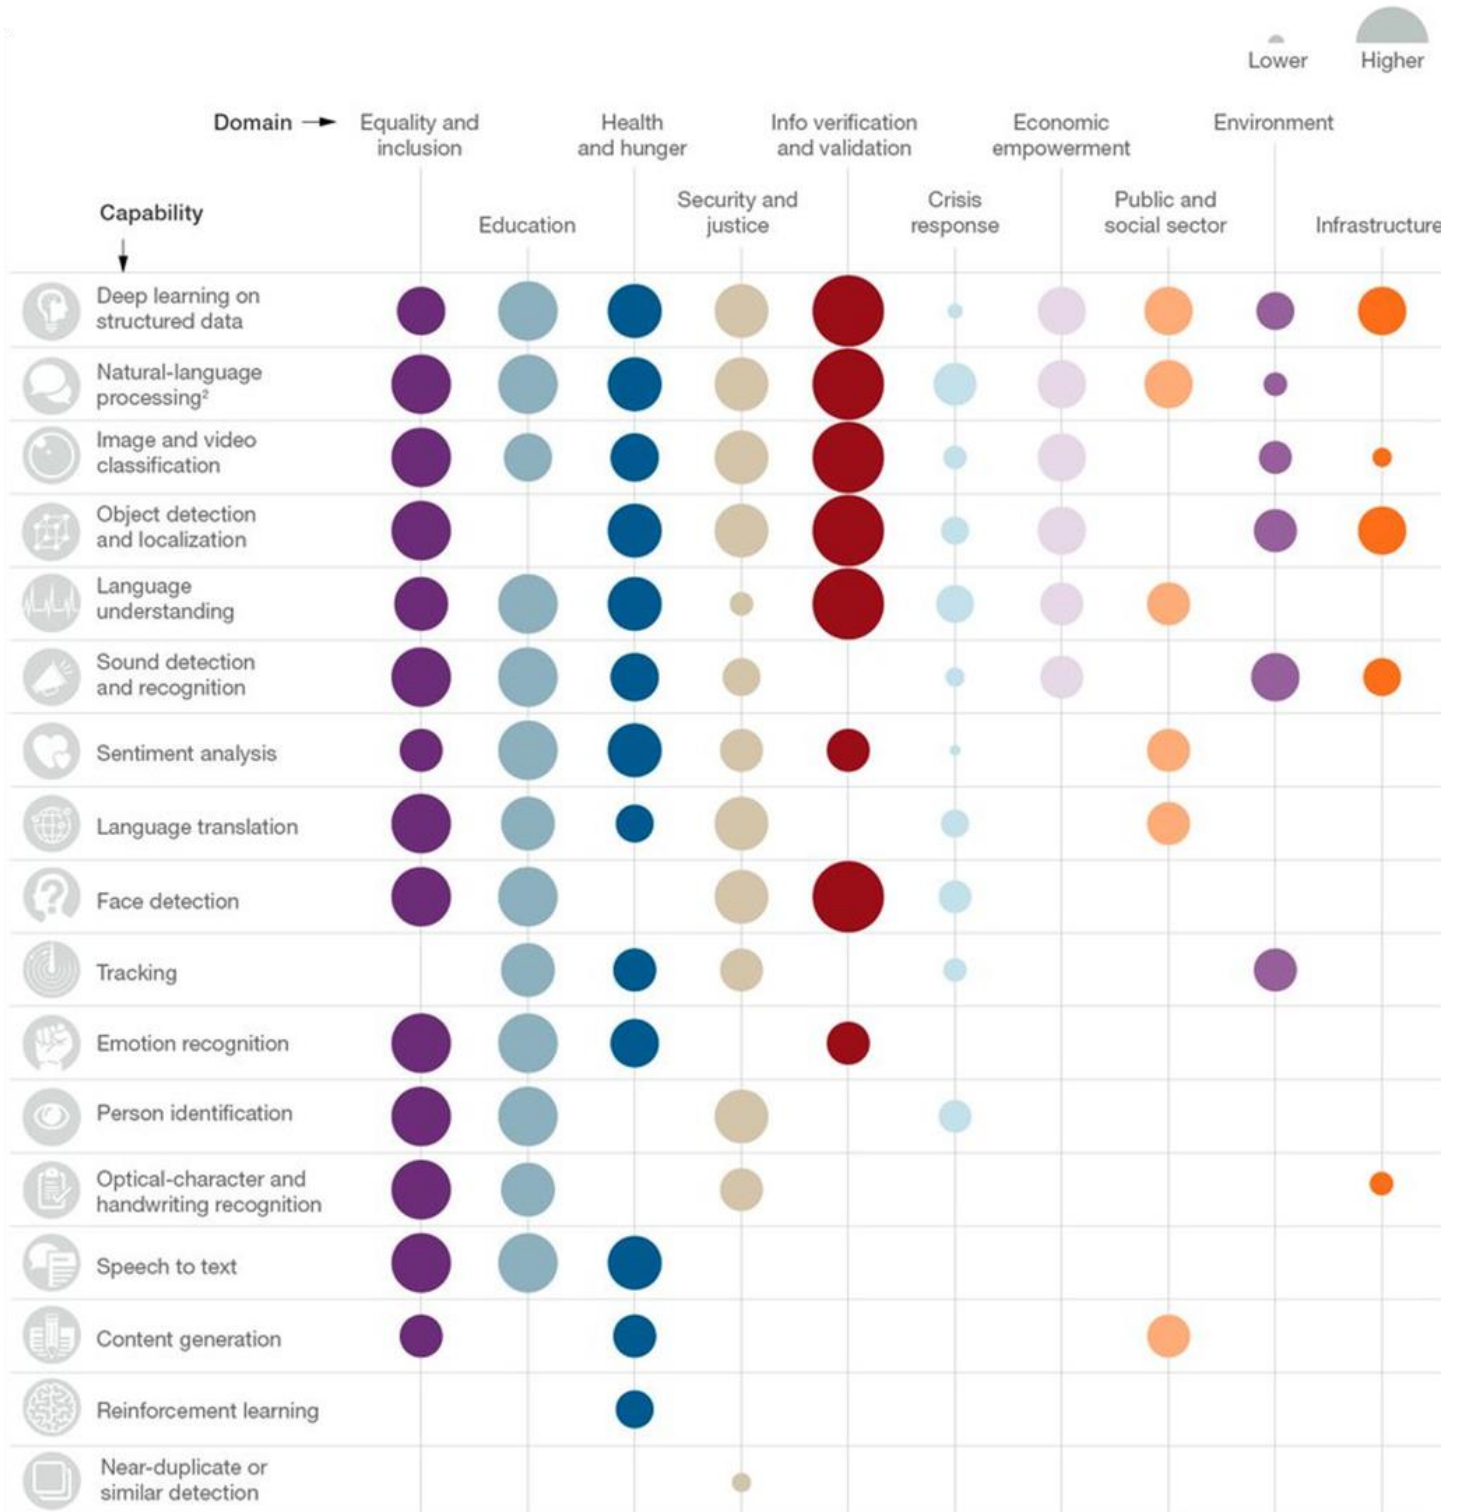 Lower
Higher
Domain
Equality and
inclusion
Health
and hunger
Info verification
and validation
Economic
empowerment
Environment
Capability
Education
Security and
justice
Crisis
response
Public and
social sector
Infrastructure
Deep learning on
structured data
Natural-language
processing²
Image and video
classification
Object detection
and localization
Language
understanding
Sound detection
and recognition
Sentiment analysis
Language translation
Face detection
Tracking
Emotion recognition
Person identification
Optical-character and
handwriting recognition
Speech to text
Content generation
Reinforcement learning
Near-duplicate or
similar detection